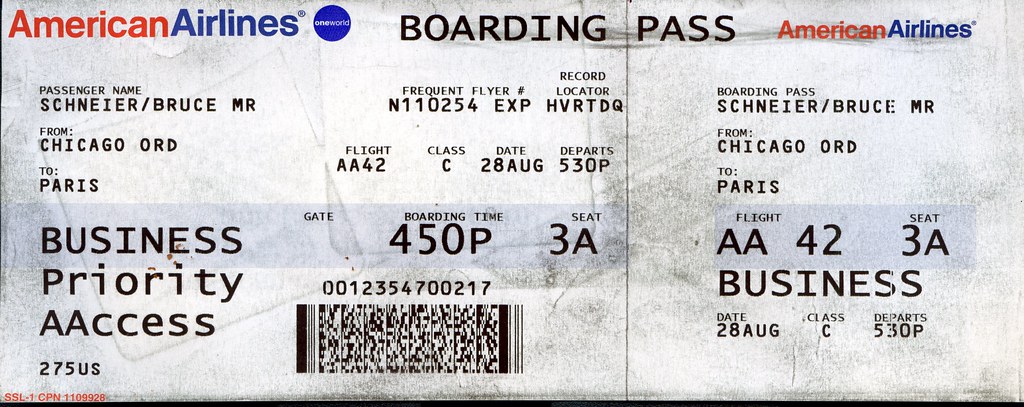 AmericanAirlines® oneworld BOARDING PASS AmericanAirlines®
RECORD
PASSENGER NAME FREQUENT FLYER # LOCATOR BOARDING PASS
SCHNEIER/BRUCE MR N110254 EXP HVRTDQ SCHNEIER/BRUCE MR
FROM: FROM:
CHICAGO ORD CHICAGO ORD
FLIGHT CLASS DATE DEPARTS
AA42 C 28AUG 530P
TO: TO:
PARIS PARIS
GATE BOARDING TIME SEAT FLIGHT SEAT
BUSINESS 450P 3A AA 42 3A
Priority 0012354700217 BUSINESS
AAccess DATE CLASS DEPARTS
28AUG C 530P
275US
SSL-1 CPN 1109928